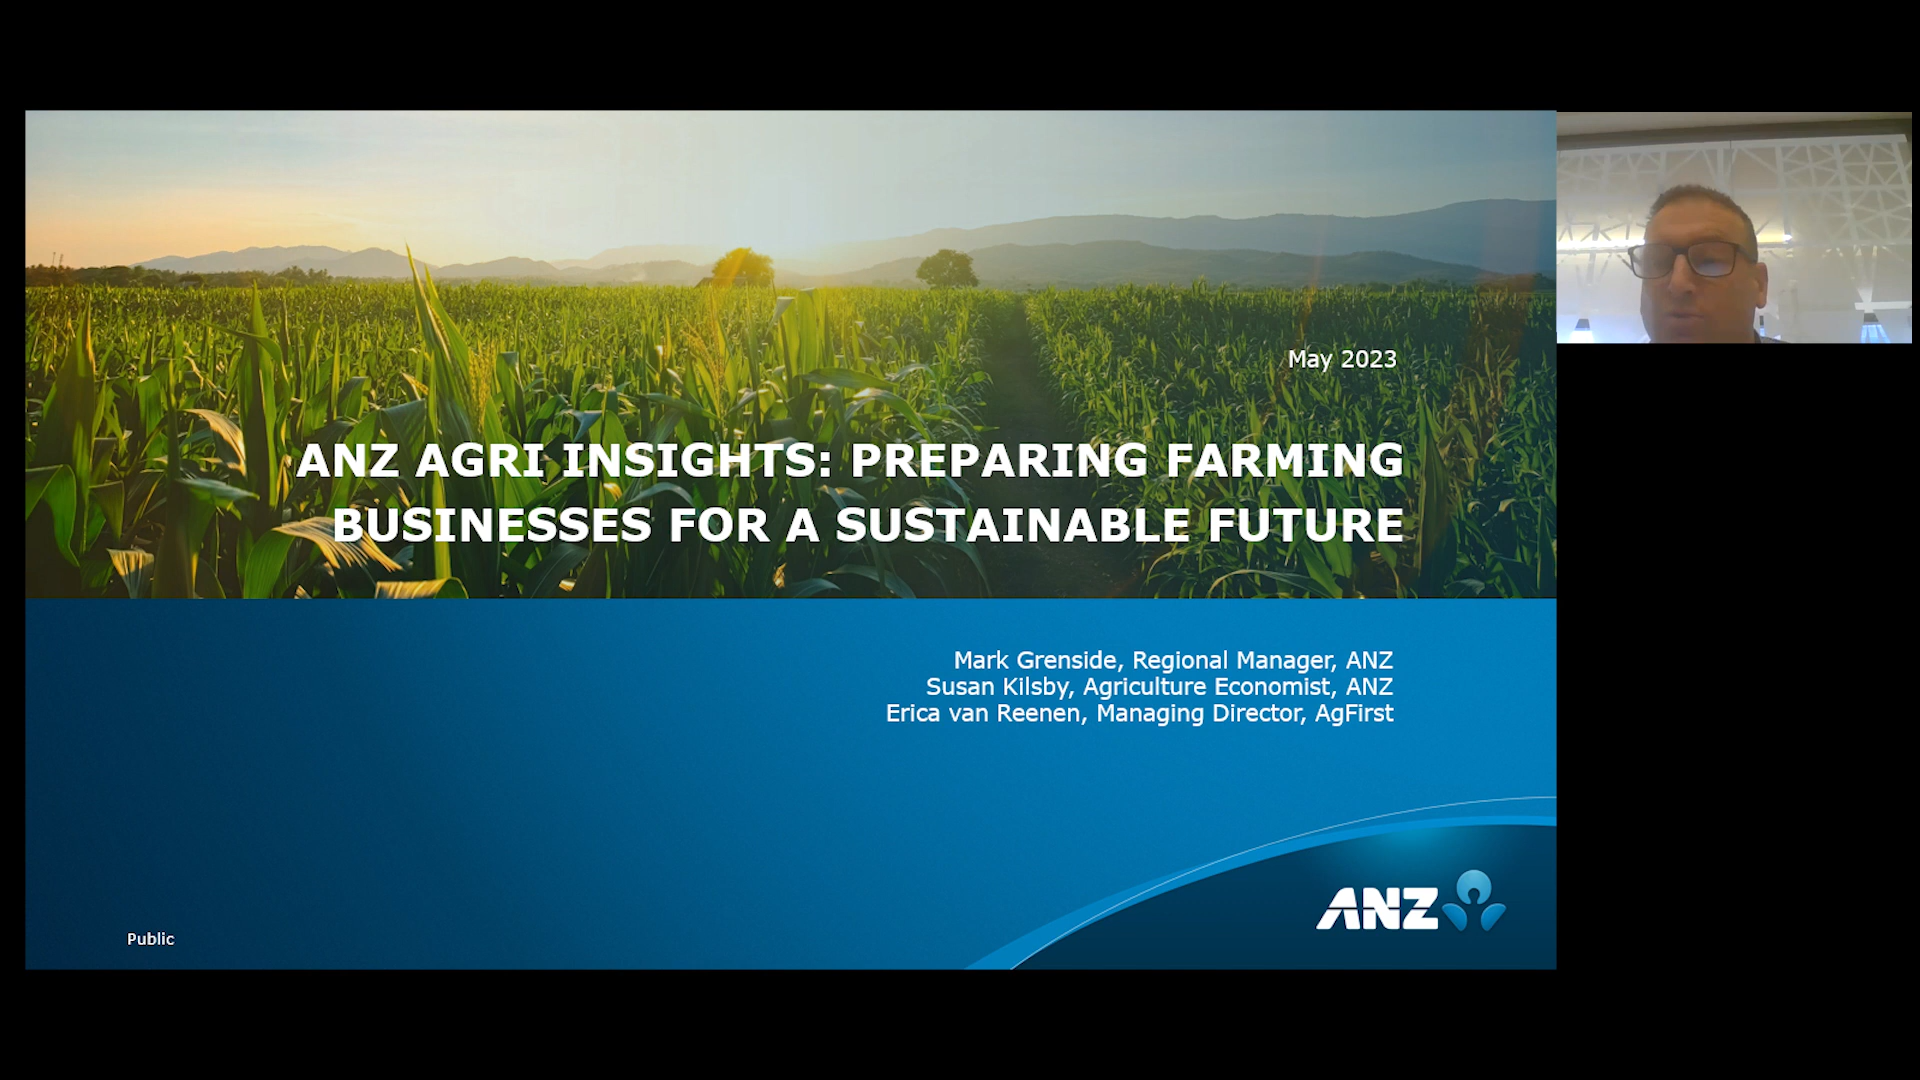 May 2023
ANZ AGRI INSIGHTS: PREPARING FARMING
BUSINESSES FOR A SUSTAINABLE FUTURE
Mark Grenside, Regional Manager, ANZ
Susan Kilsby, Agriculture Economist, ANZ
Erica van Reenen, Managing Director, AgFirst
ANZ
Public